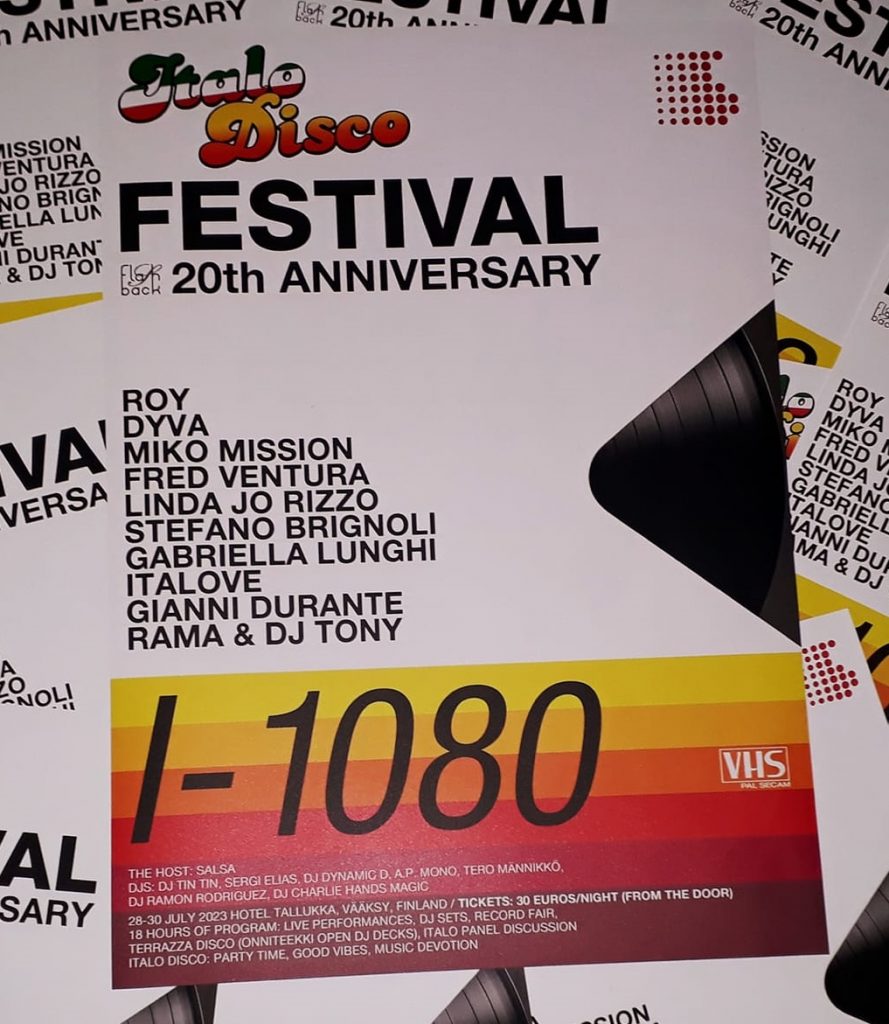 Italo
Disco
FESTIVAL
Flash back 20th ANNIVERSARY
ROY
DYVA
MIKO MISSION
FRED VENTURA
LINDA JO RIZZO
STEFANO BRIGNOLI
GABRIELLA LUNGHI
ITALOVE
GIANNI DURANTE
RAMA & DJ TONY
I-1080
VHS
PAL SECAM
THE HOST: SALSA
DJS: DJ TIN TIN, SERGI ELIAS, DJ DYNAMIC D, A.P. MONO, TERO MÄNNIKKÖ,
DJ RAMON RODRIGUEZ, DJ CHARLIE HANDS MAGIC
28-30 JULY 2023 HOTEL TALLUKKA, VÄÄKSY, FINLAND / TICKETS: 30 EUROS/NIGHT (FROM THE DOOR)
18 HOURS OF PROGRAM: LIVE PERFORMANCES, DJ SETS, RECORD FAIR,
TERRAZZA DISCO (ONNITEEKKI OPEN DJ DECKS), ITALO PANEL DISCUSSION
ITALO DISCO: PARTY TIME, GOOD VIBES, MUSIC DEVOTION